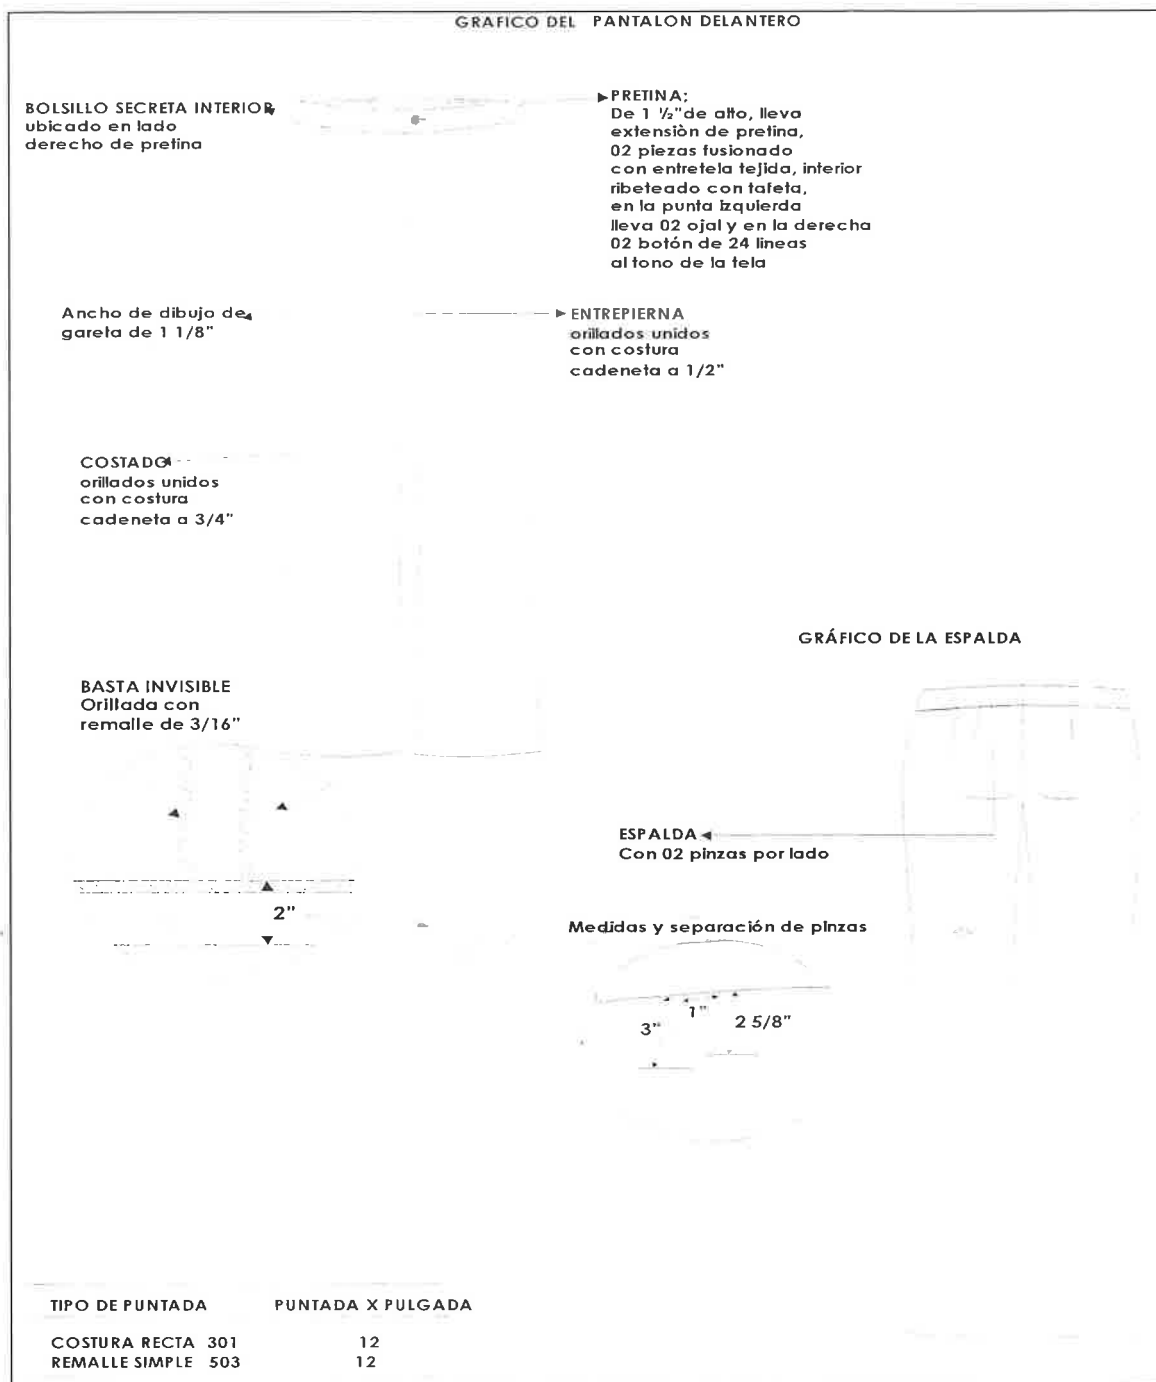 GRAFICO DEL PANTALON DELANTERO
BOLSILLO SECRETA INTERIOR
ubicado en lado
derecho de pretina
PRETINA;
De 1 ½"de alto, lleva
extensiòn de pretina,
02 piezas fusionado
con entretela tejida, interior
ribeteado con tafeta,
en la punta izquierda
lleva 02 ojal y en la derecha
02 botón de 24 lineas
al tono de la tela
Ancho de dibujo de
gareta de 1 1/8"
ENTREPIERNA
orillados unidos
con costura
cadeneta a 1/2"
COSTADO
orillados unidos
con costura
cadeneta a 3/4"
GRÁFICO DE LA ESPALDA
BASTA INVISIBLE
Orillada con
remalle de 3/16"
ESPALDA
Con 02 pinzas por lado
2"
Medidas y separación de pinzas
3"
1"
2 5/8"
TIPO DE PUNTADA PUNTADA X PULGADA
COSTURA RECTA 301 12
REMALLE SIMPLE 503 12